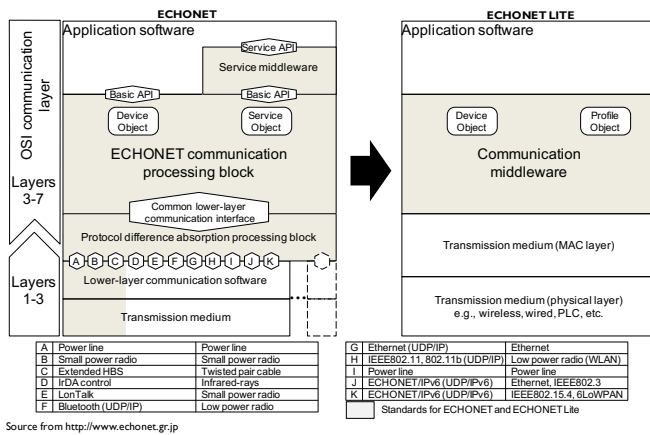 ECHONET
ECHONET LITE
OSI communication
layer
Layers
3-7
Layers
1-3
Application software
Service API
Service middleware
Basic API
Basic API
Device
Object
Service
Object
ECHONET communication
processing block
Common lower-layer
communication interface
Protocol difference absorption processing block
A B C D E F G H I J K
Lower-layer communication software
Transmission medium
Application software
Device
Object
Profile
Object
Communication
middleware
Transmission medium (MAC layer)
Transmission medium (physical layer)
e.g., wireless, wired, PLC, etc.
A Power line Power line
B Small power radio Small power radio
C Extended HBS Twisted pair cable
D IrDA control Infrared-rays
E LonTalk Small power radio
F Bluetooth (UDP/IP) Low power radio
G Ethernet (UDP/IP) Ethernet
H IEEE802.11, 802.11b (UDP/IP) Low power radio (WLAN)
I Power line Power line
J ECHONET/IPv6 (UDP/IPv6) Ethernet, IEEE802.3
K ECHONET/IPv6 (UDP/IPv6) IEEE802.15.4, 6LoWPAN
Standards for ECHONET and ECHONET Lite
Source from http://www.echonet.gr.jp